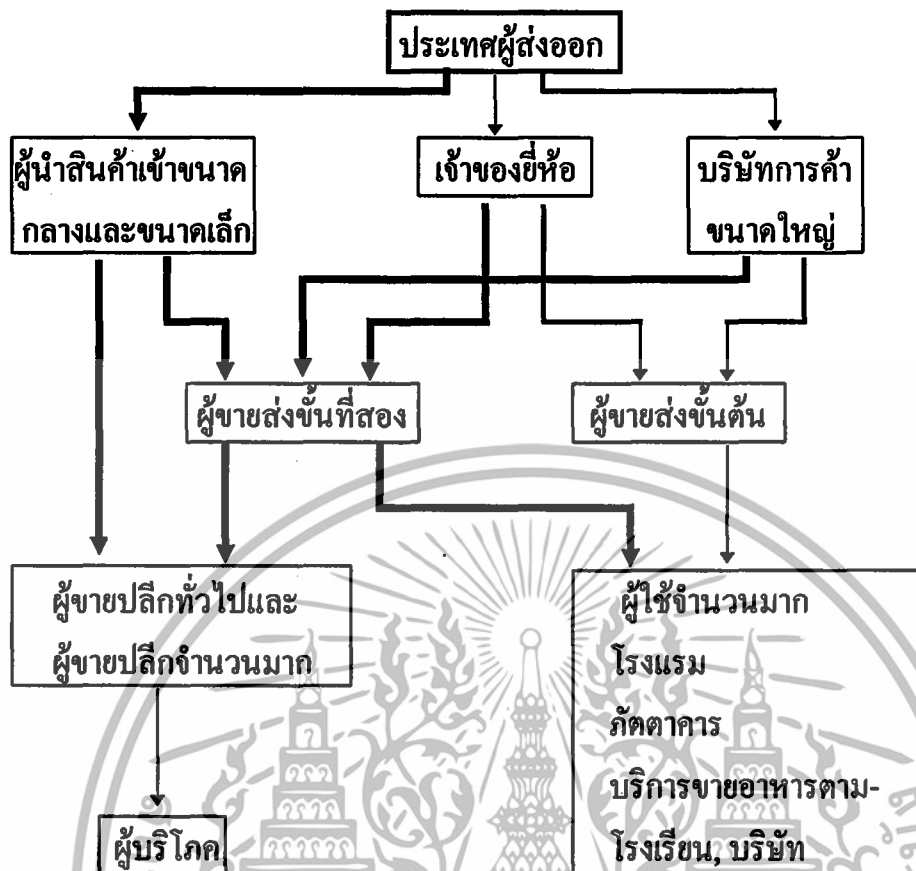 ประเทศผู้ส่งออก
ผู้นำสินค้าเข้าขนาด
กลางและขนาดเล็ก
เจ้าของยี่ห้อ
บริษัทการค้า
ขนาดใหญ่
ผู้ขายส่งขั้นที่สอง
ผู้ขายส่งขั้นต้น
ผู้ขายปลีกทั่วไปและ
ผู้ขายปลีกจำนวนมาก
ผู้ใช้จำนวนมาก
โรงแรม
ภัตตาคาร
บริการขายอาหารตาม-
โรงเรียน, บริษัท
ผู้บริโภค